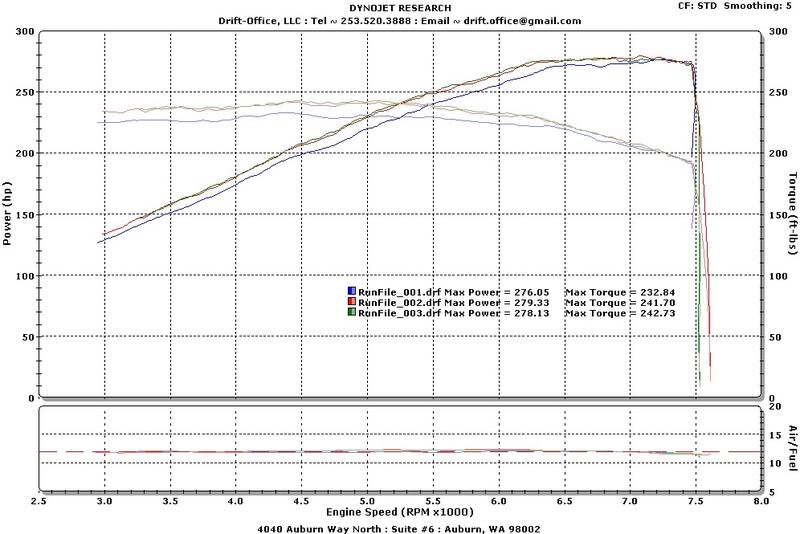 DYNOJET RESEARCH
CF: STD Smoothing: 5
Drift-Office, LLC : Tel ~ 253.520.3888 : Email ~ drift.office@gmail.com
300 300
250 250
200 200
150 150
100 100
50 50
0 0
Power (hp)
Torque (ft-lbs)
RunFile_001.drf Max Power = 276.05 Max Torque = 232.84
RunFile_002.drf Max Power = 279.33 Max Torque = 241.70
RunFile_003.drf Max Power = 278.13 Max Torque = 242.73
20
15
10
5
Air/Fuel
2.5 3.0 3.5 4.0 4.5 5.0 5.5 6.0 6.5 7.0 7.5 8.0
Engine Speed (RPM x1000)
4040 Auburn Way North : Suite #6 : Auburn, WA 98002